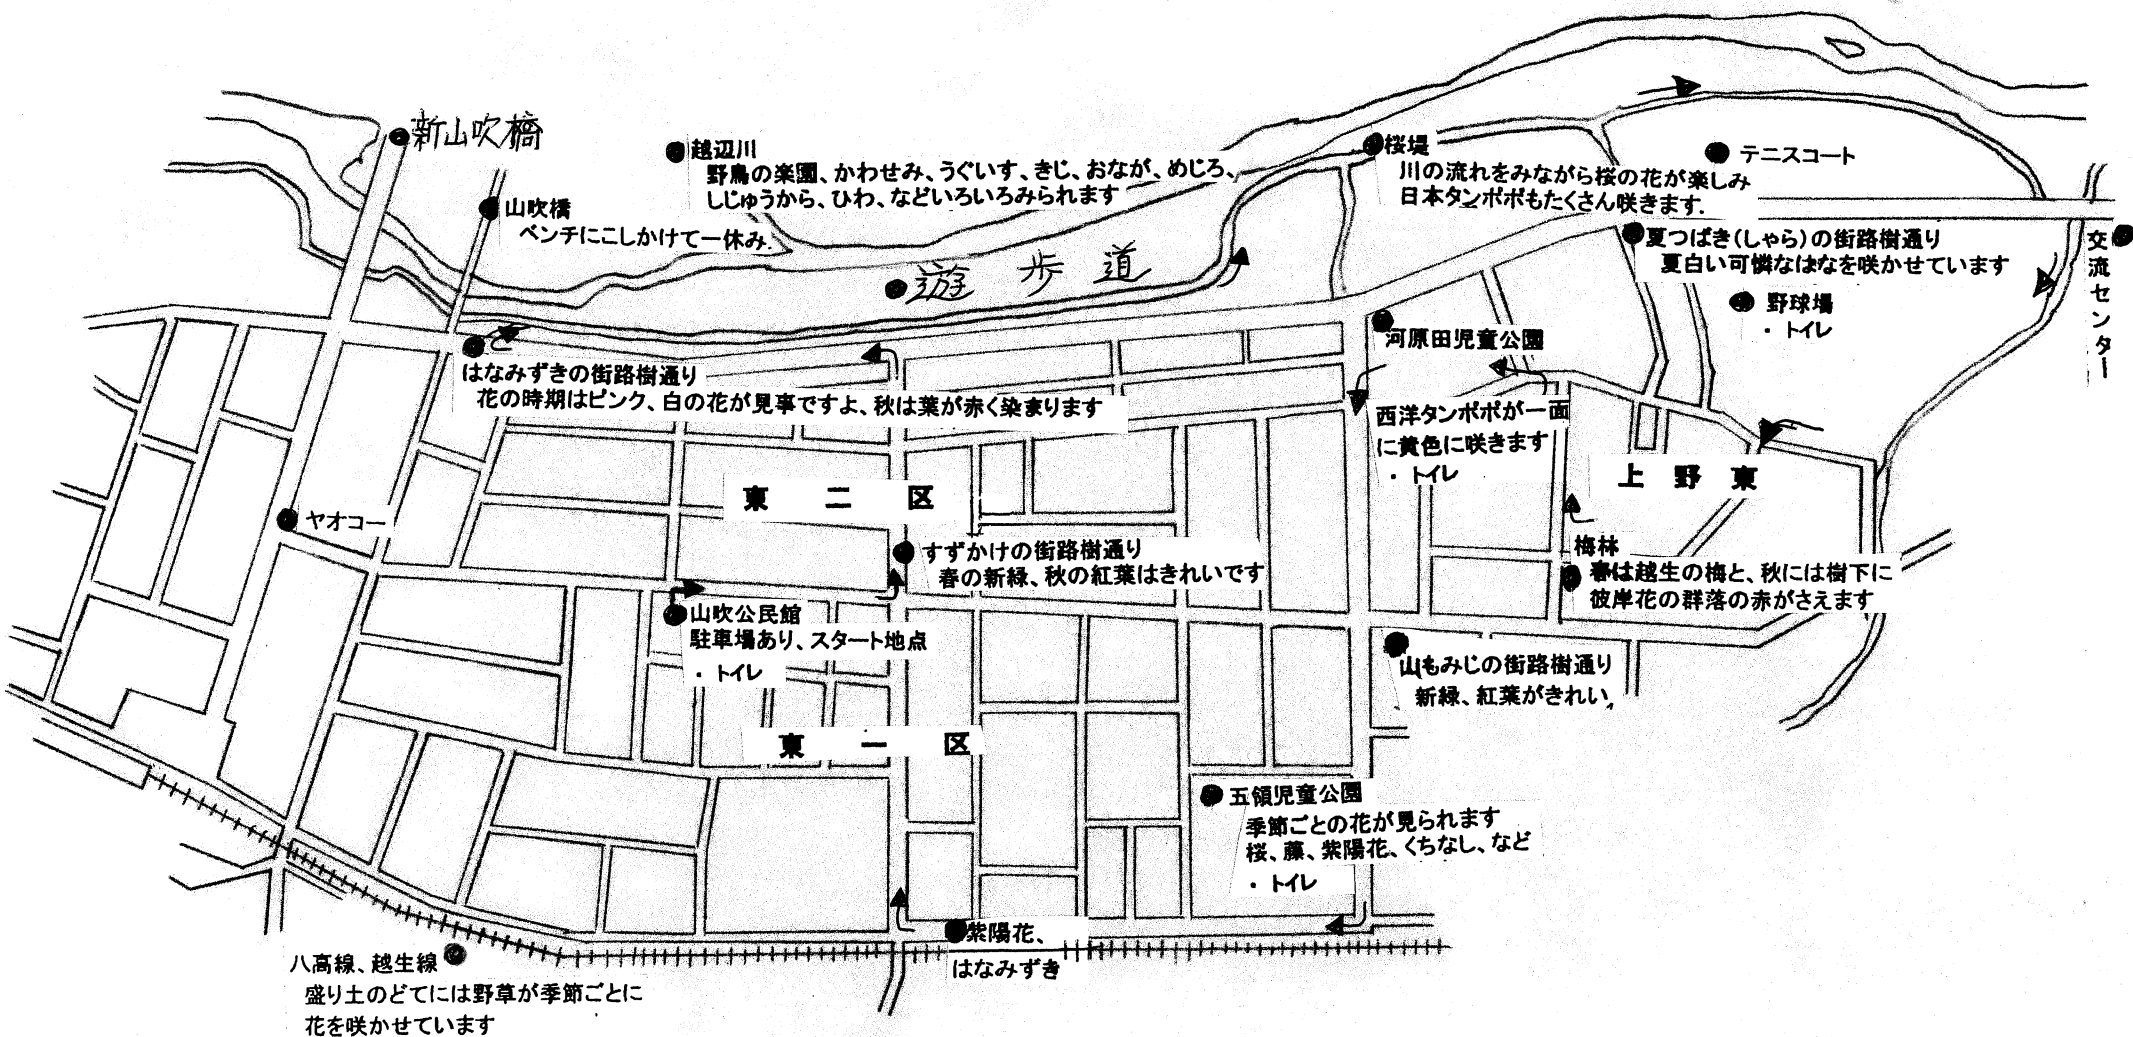 新山吹橋
越辺川
野鳥の楽園、かわせみ、うぐいす、きじ、おなが、めじろ、
しじゅうから、ひわ、などいろいろみられます
山吹橋
ベンチにこしかけて一休み.
桜堤
川の流れをみながら桜の花が楽しみ
日本タンポポもたくさん咲きます.
テニスコート
夏つばき(しゃら)の街路樹通り
夏白い可憐なはなを咲かせています
交流センター
野球場
・トイレ
遊歩道
はなみずきの街路樹通り
花の時期はピンク、白の花が見事ですよ、秋は葉が赤く染まります
河原田児童公園
西洋タンポポが一面
に黄色に咲きます
・トイレ
上野東
東二区
ヤオコー
すずかけの街路樹通り
春の新緑、秋の紅葉はきれいです
梅林
春は越生の梅と、秋には樹下に
彼岸花の群落の赤がさえます
山吹公民館
駐車場あり、スタート地点
・トイレ
山もみじの街路樹通り
新緑、紅葉がきれい,
東一区
五領児童公園
季節ごとの花が見られます
桜、藤、紫陽花、くちなし、など
・トイレ
紫陽花、
はなみずき
八高線、越生線
盛り土のどてには野草が季節ごとに
花を咲かせています